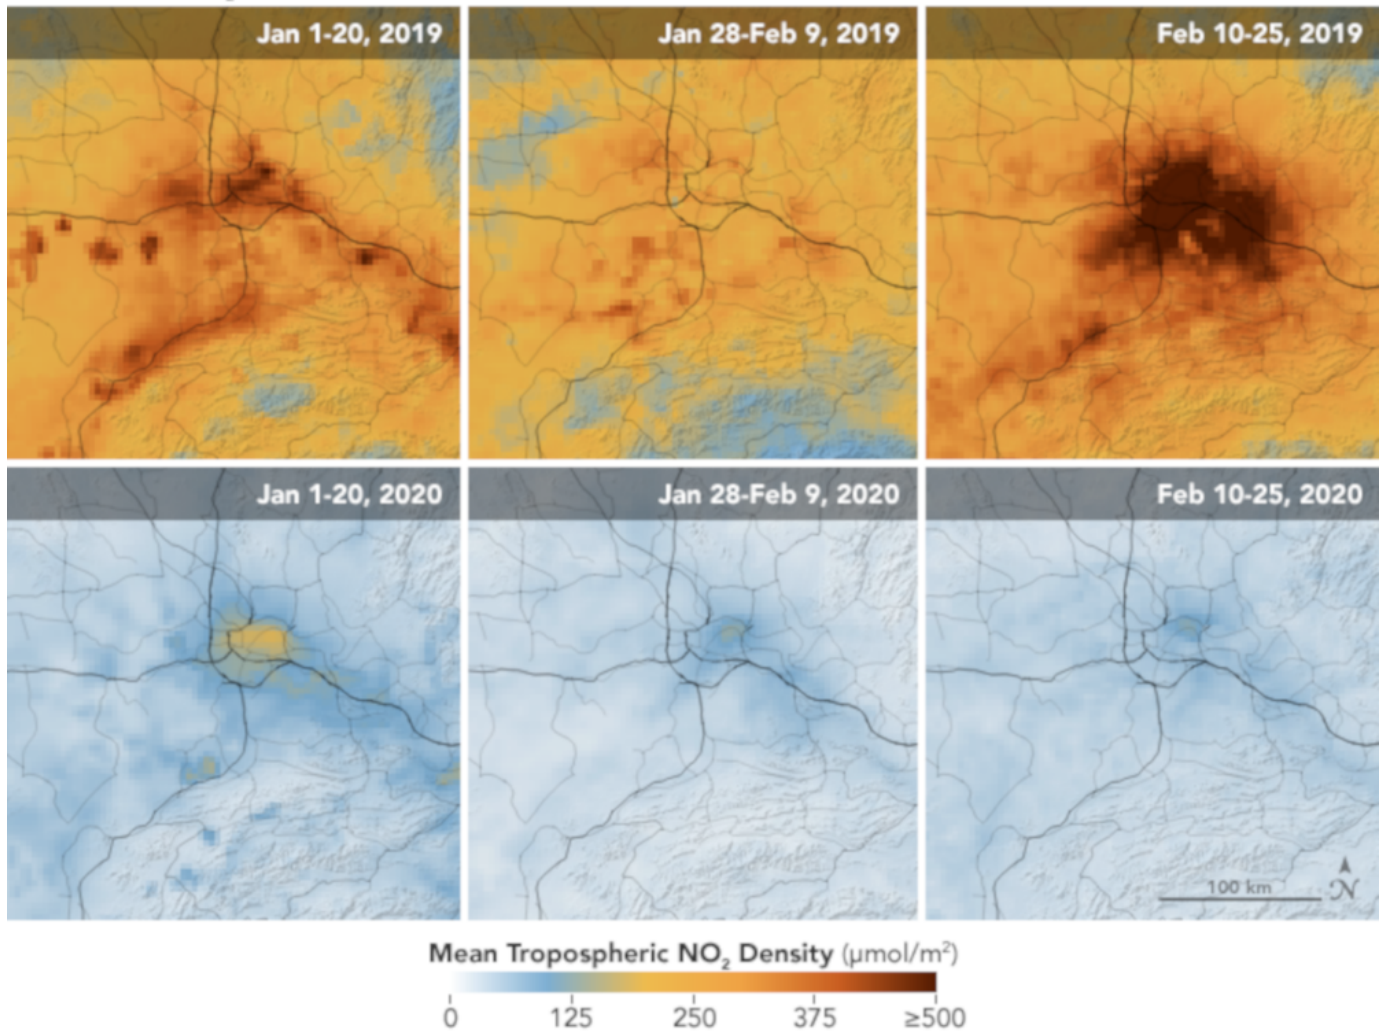 Jan 1-20, 2019
Jan 28-Feb 9, 2019
Feb 10-25, 2019
Jan 1-20, 2020
Jan 28-Feb 9, 2020
Feb 10-25, 2020
100 km
N
Mean Tropospheric NO₂ Density (μmol/m²)
0 125 250 375 ≥500